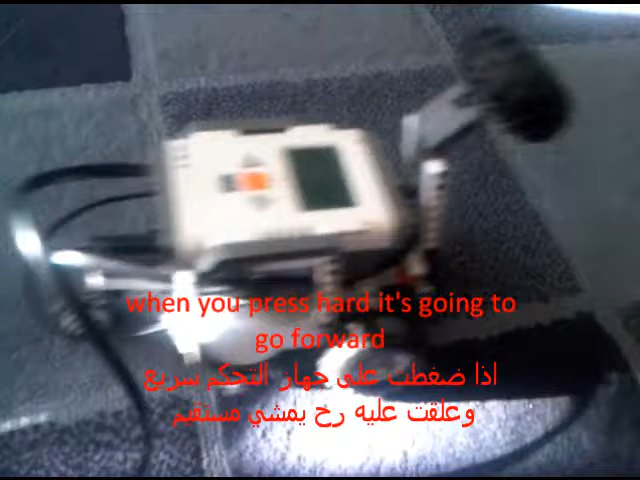 when you press hard it's going to
go forward
اذا ضغطت على جهاز التحكم سريع
وعلقت عليه رح يمشي مستقيم